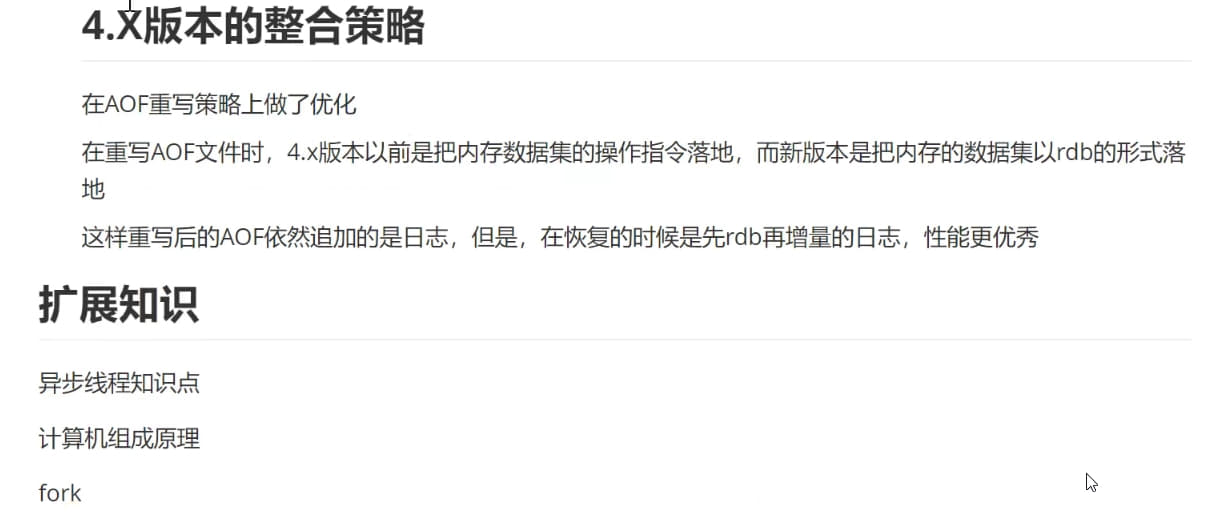 4.X版本的整合策略
在AOF重写策略上做了优化
在重写AOF文件时，4.x版本以前是把内存数据集的操作指令落地，而新版本是把内存的数据集以rdb的形式落
地
这样重写后的AOF依然追加的是日志，但是，在恢复的时候是先rdb再增量的日志，性能更优秀
扩展知识
异步线程知识点
计算机组成原理
fork